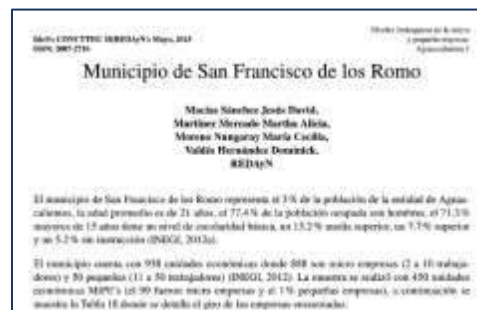 Municipio de San Francisco de los Romo
Macías Sánchez Jesús David,
Martínez Mercado Martha Alicia,
Moreno Nungaray María Cecilia,
Valdés Hernández Dominick.
REDAyN
El municipio de San Francisco de los Romo representa el 3% de la población de la entidad de Aguas-
calientes, la edad promedio es de 21 años, el 77.4% de la población ocupada son hombres, el 71.3%
mayores de 15 años tiene un nivel de escolaridad básica, un 15.2% media superior, un 7.7% superior
y un 5.2% sin instrucción (INEGI, 2012a).
El municipio cuenta con 938 unidades económicas donde 888 son micro empresas (2 a 10 trabaja-
dores) y 50 pequeñas (11 a 50 trabajadores) (INEGI, 2012). La muestra se realizó con 450 unidades
económicas MiPE's (el 99 fueron micro empresas y el 1% pequeñas empresas), a continuación se
muestra la Tabla 18 donde se detalla el giro de las empresas encuestadas.